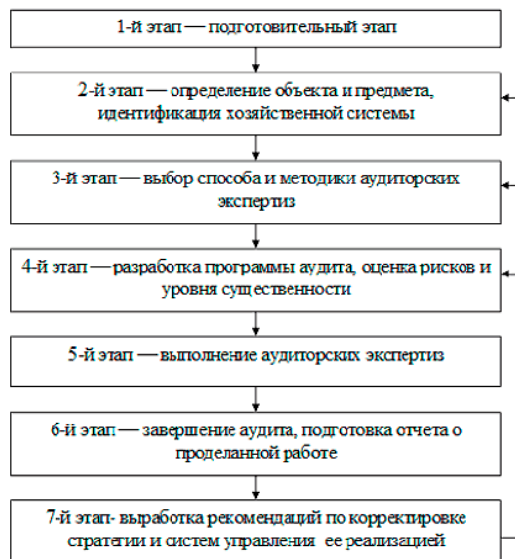 1-й этап — подготовительный этап
2-й этап — определение объекта и предмета,
идентификация хозяйственной системы
3-й этап — выбор способа и методики аудиторских
экспертиз
4-й этап — разработка программы аудита, оценка рисков и
уровня существенности
5-й этап — выполнение аудиторских экспертиз
6-й этап — завершение аудита, подготовка отчета о
проделанной работе
7-й этап- выработка рекомендаций по корректировке
стратегии и систем управления ее реализацией